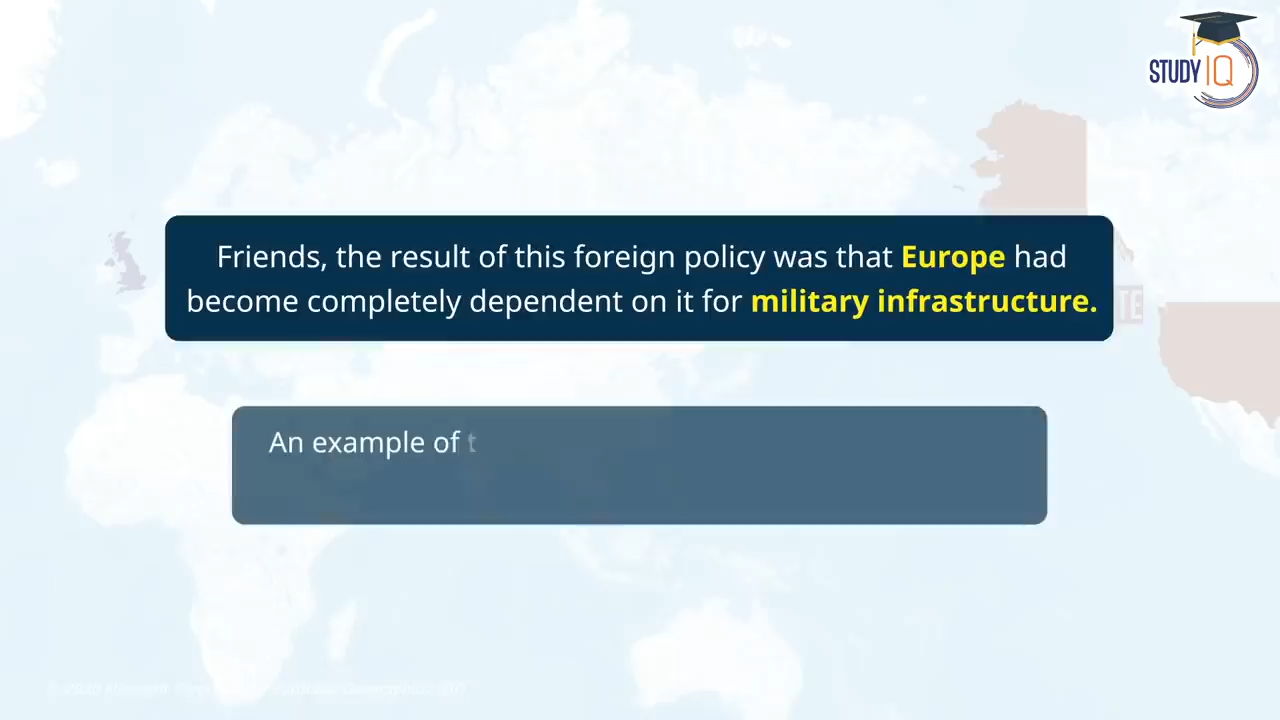 STUDY IQ
Friends, the result of this foreign policy was that Europe had
become completely dependent on it for military infrastructure.
TE
An example of t